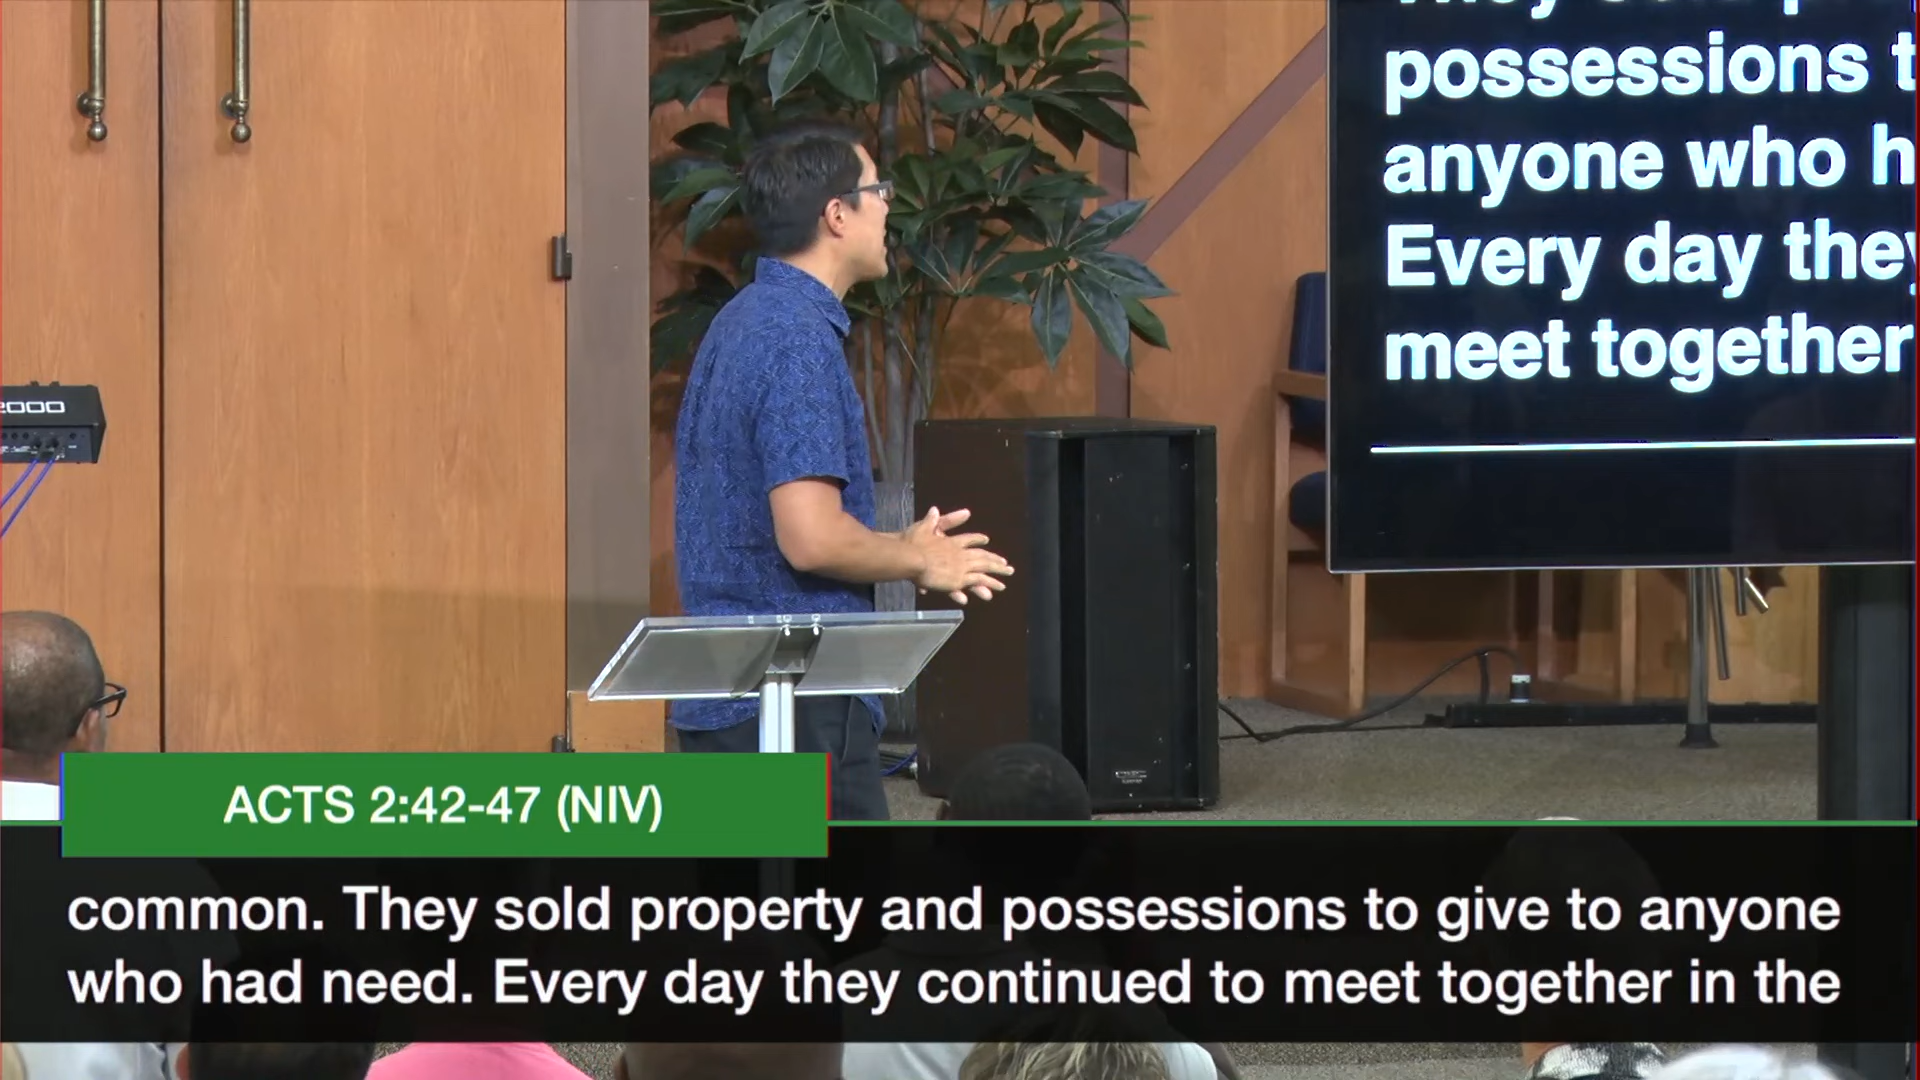 possessions
anyone who
Every day they
meet together
2000
ACTS 2:42-47 (NIV)
common. They sold property and possessions to give to anyone
who had need. Every day they continued to meet together in the